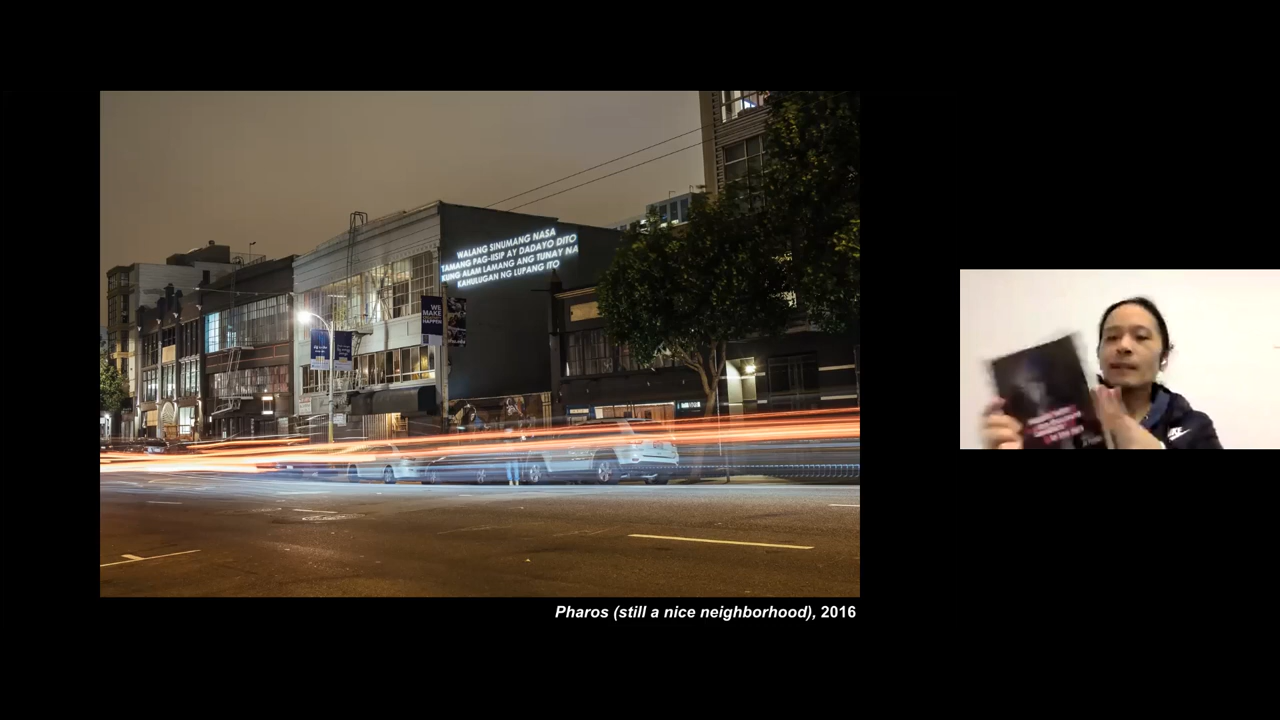 WALANG SINUMANG NASA
TAMANG PAG-IISIP AY DADAYO DITO
KUNG ALAM LAMANG ANG TUNAY NA
KAHULUGAN NG LUPANG ITO
WE
MAKE
HAPPEN
Pharos (still a nice neighborhood), 2016